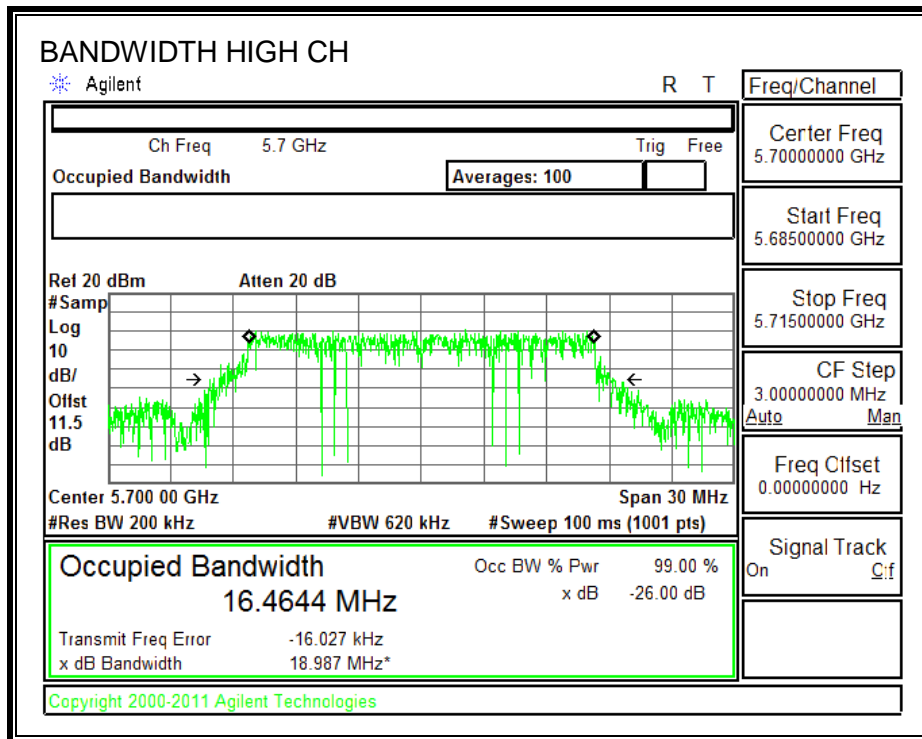 BANDWIDTH HIGH CH
Agilent R T
Freq/Channel
Ch Freq 5.7 GHz Trig Free
Occupied Bandwidth Averages: 100
Center Freq
5.70000000 GHz
Start Freq
5.68500000 GHz
Stop Freq
5.71500000 GHz
CF Step
3.00000000 MHz
Auto Man
Freq Offset
0.00000000 Hz
Signal Track
On Off
Ref 20 dBm Atten 20 dB
#Samp
Log
10
dB/
Offst
11.5
dB
Center 5.700 00 GHz Span 30 MHz
#Res BW 200 kHz #VBW 620 kHz #Sweep 100 ms (1001 pts)
Occupied Bandwidth Occ BW % Pwr 99.00 %
16.4644 MHz x dB -26.00 dB
Transmit Freq Error -16.027 kHz
x dB Bandwidth 18.987 MHz*
Copyright 2000-2011 Agilent Technologies